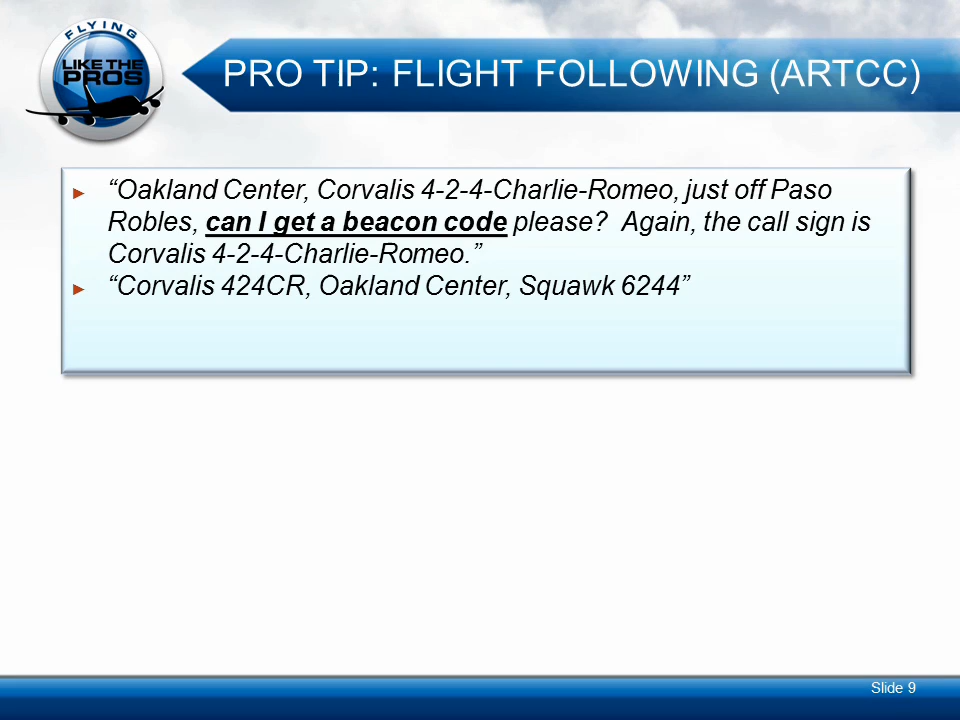 FLYING
LIKE THE
PROS
PRO TIP: FLIGHT FOLLOWING (ARTCC)
► “Oakland Center, Corvalis 4-2-4-Charlie-Romeo, just off Paso
Robles, can I get a beacon code please?  Again, the call sign is
Corvalis 4-2-4-Charlie-Romeo.”
► “Corvalis 424CR, Oakland Center, Squawk 6244”
Slide 9